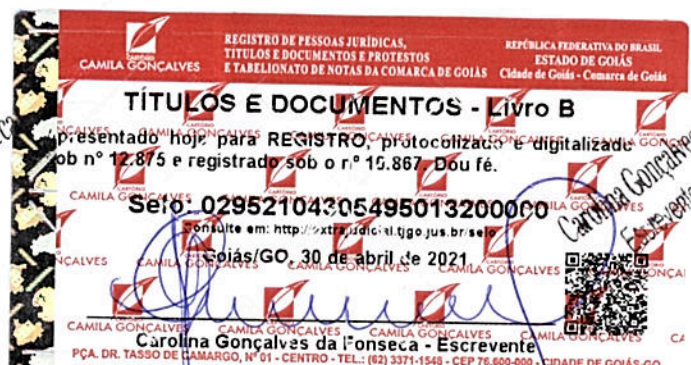 CARTÓRIO
CAMILA GONÇALVES
REGISTRO DE PESSOAS JURÍDICAS,
TÍTULOS E DOCUMENTOS E PROTESTOS
E TABELIONATO DE NOTAS DA COMARCA DE GOIÁS
REPÚBLICA FEDERATIVA DO BRASIL
ESTADO DE GOIÁS
Cidade de Goiás - Comarca de Goiás
TÍTULOS E DOCUMENTOS - Livro B
presentado hoje para REGISTRO, protocolizado e digitalizado
ob nº 12.875 e registrado sob o nº 10.867. Dou fé.
Selo: 02952104305495013200000
Consulte em: http://extrajudicial.tjgo.jus.br/selo
Goiás/GO, 30 de abril de 2021
Carolina Gonçalves
Escrevente
Carolina Gonçalves da Fonseca - Escrevente
PÇA. DR. TASSO DE CAMARGO, Nº 01 - CENTRO - TEL.: (62) 3371-1548 - CEP 76.600-000 - CIDADE DE GOIÁS-GO